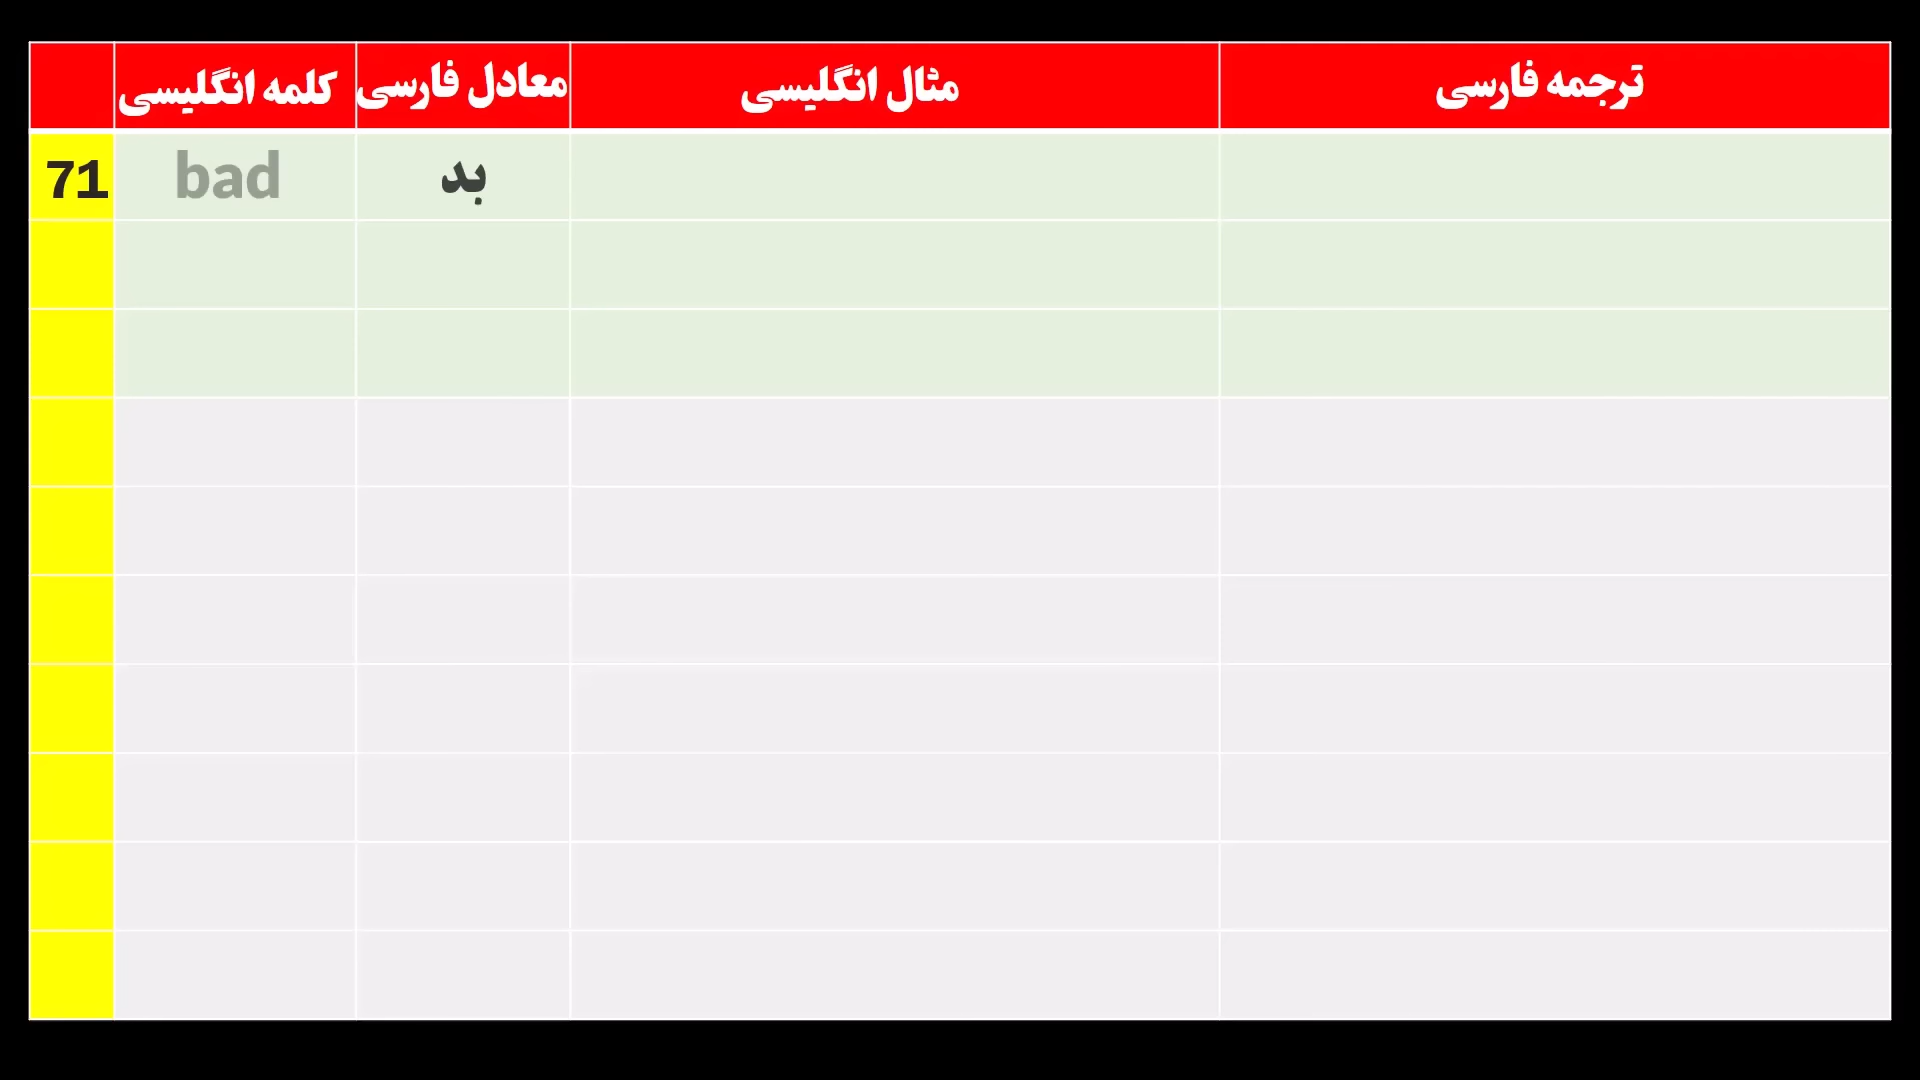 کلمه انگلیسی معادل فارسی مثال انگلیسی ترجمه فارسی
71 bad بد